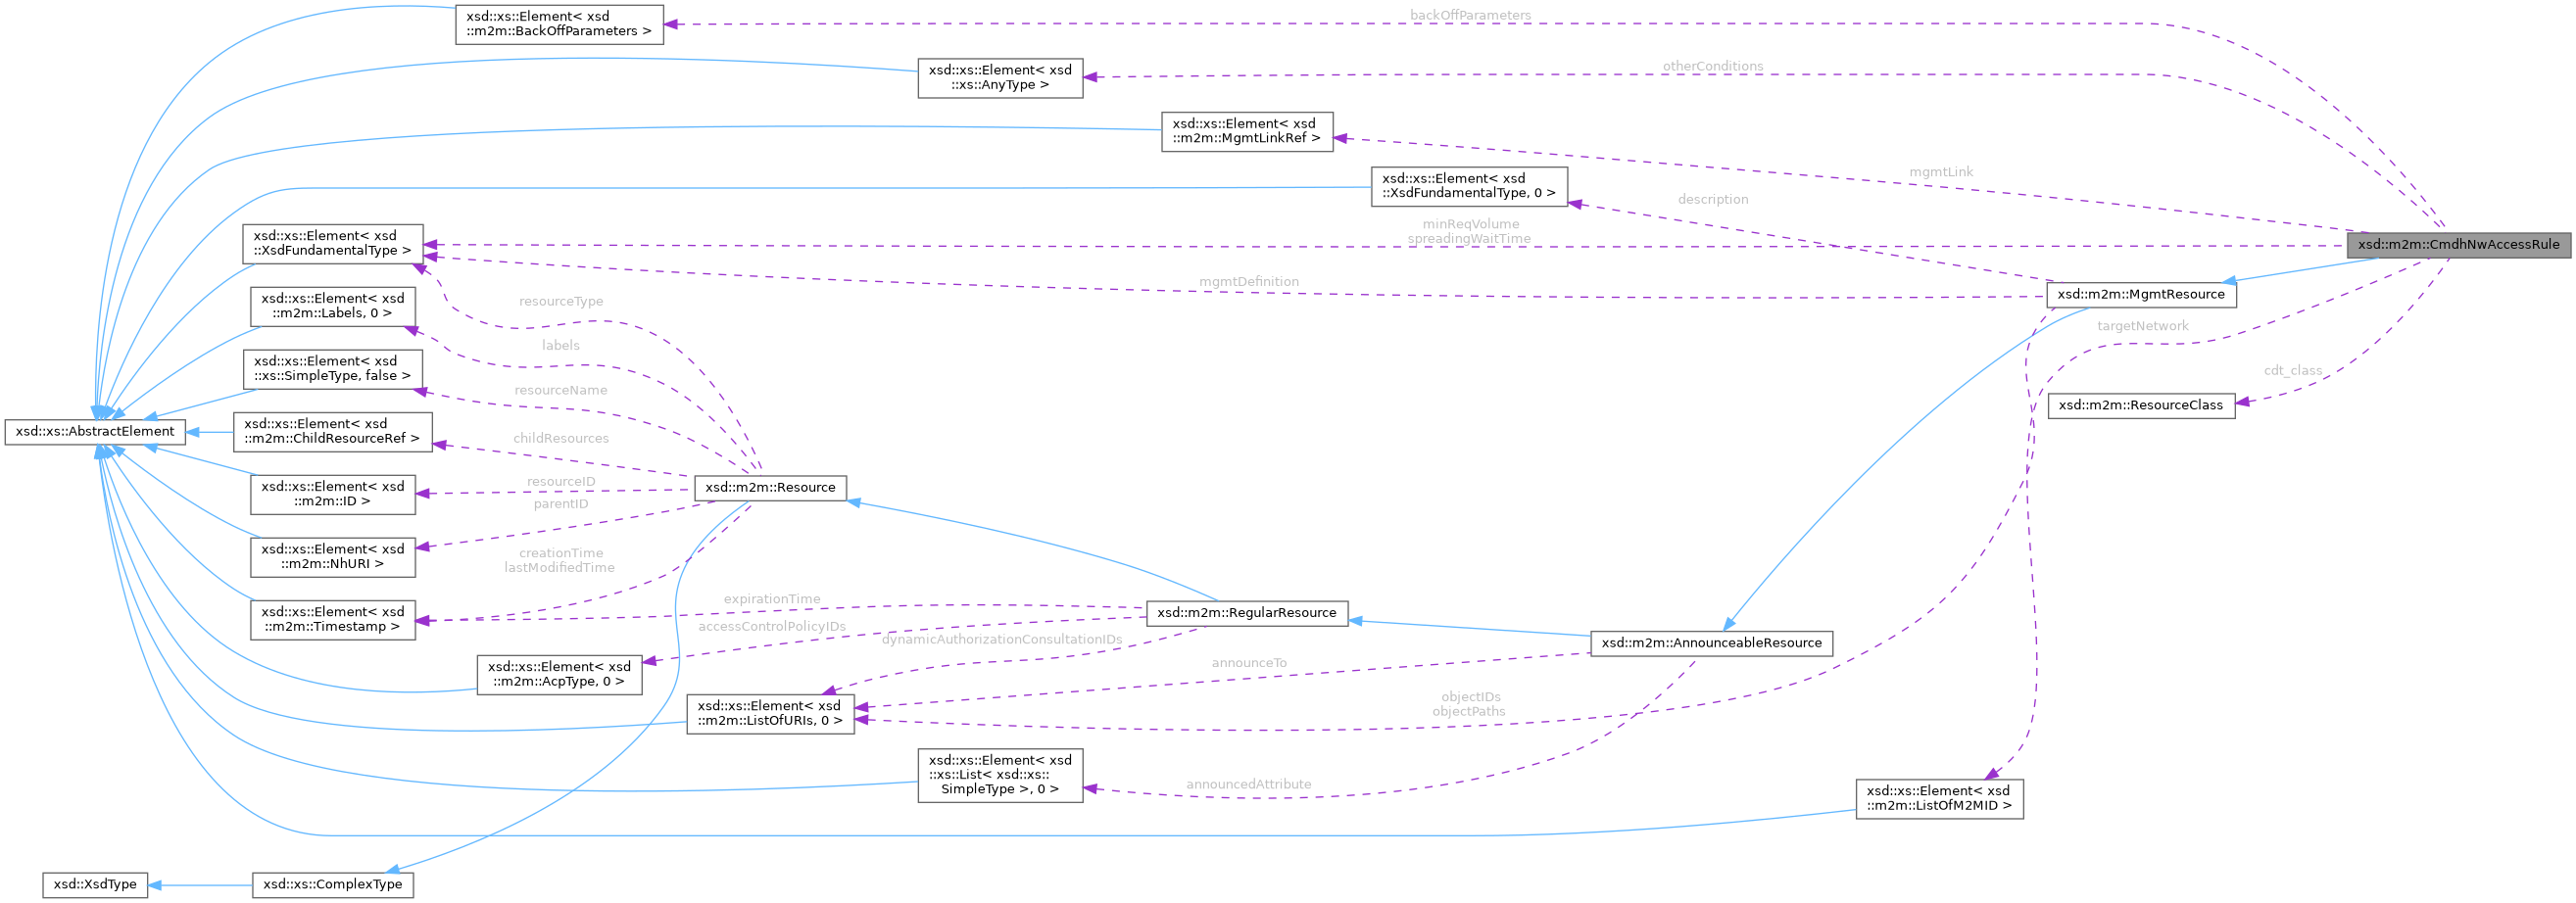 xsd::xs::Element< xsd
::m2m::BackOffParameters >
backOffParameters
xsd::xs::Element< xsd
::xs::AnyType >
otherConditions
xsd::xs::Element< xsd
::m2m::MgmtLinkRef >
mgmtLink
xsd::xs::Element< xsd
::XsdFundamentalType, 0 >
description
xsd::xs::Element< xsd
::XsdFundamentalType >
minReqVolume
spreadingWaitTime
xsd::m2m::CmdhNwAccessRule
mgmtDefinition
xsd::m2m::MgmtResource
xsd::xs::Element< xsd
::m2m::Labels, 0 >
resourceType
targetNetwork
labels
xsd::xs::Element< xsd
::xs::SimpleType, false >
resourceName
cdt_class
xsd::m2m::ResourceClass
xsd::xs::AbstractElement
xsd::xs::Element< xsd
::m2m::ChildResourceRef >
childResources
xsd::xs::Element< xsd
::m2m::ID >
resourceID
xsd::m2m::Resource
parentID
xsd::xs::Element< xsd
::m2m::NhURI >
creationTime
lastModifiedTime
xsd::xs::Element< xsd
::m2m::Timestamp >
expirationTime
xsd::m2m::RegularResource
accessControlPolicyIDs
dynamicAuthorizationConsultationIDs
xsd::m2m::AnnounceableResource
xsd::xs::Element< xsd
::m2m::AcpType, 0 >
announceTo
xsd::xs::Element< xsd
::m2m::ListOfURIs, 0 >
objectIDs
objectPaths
xsd::xs::Element< xsd
::xs::List< xsd::xs::
SimpleType >, 0 >
announcedAttribute
xsd::xs::Element< xsd
::m2m::ListOfM2MID >
xsd::XsdType
xsd::xs::ComplexType